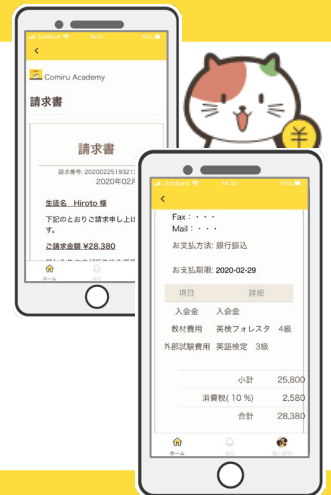 Comiru Academy
請求書
請求書
2020年02月
生徒名 Hiroto 様
下記のとおりご請求申し上げ
す。
ご請求金額 ¥28,380
ホーム
¥
Fax：・・・
Mail：・・・
お支払方法: 銀行振込
お支払期限: 2020-02-29
項目 詳細
入会金 入会金
教材費用 英検フォレスタ 4級
外部試験費用 英語検定 3級
小計 25,800
消費税( 10 %) 2,580
合計 28,380
ホーム